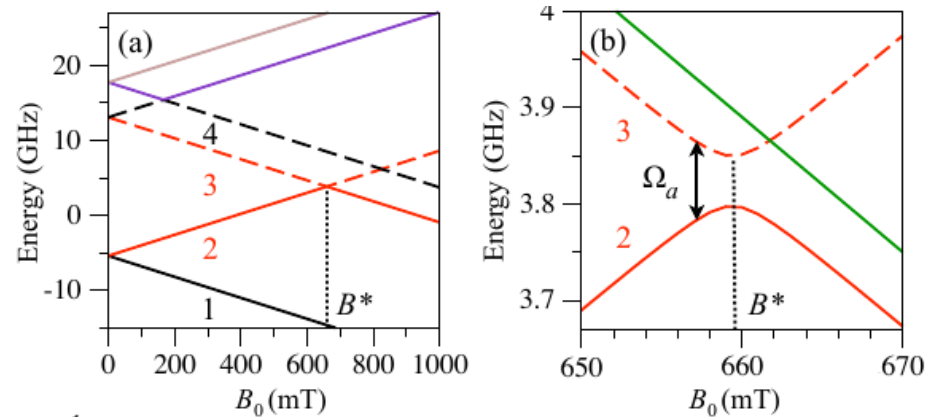 (a)
Energy (GHz)
20
10
0
-10
4
3
2
1
B*
0 200 400 600 800 1000
B₀ (mT)
(b)
Energy (GHz)
4
3.9
3.8
3.7
3
Ωₐ
2
B*
650 660 670
B₀ (mT)